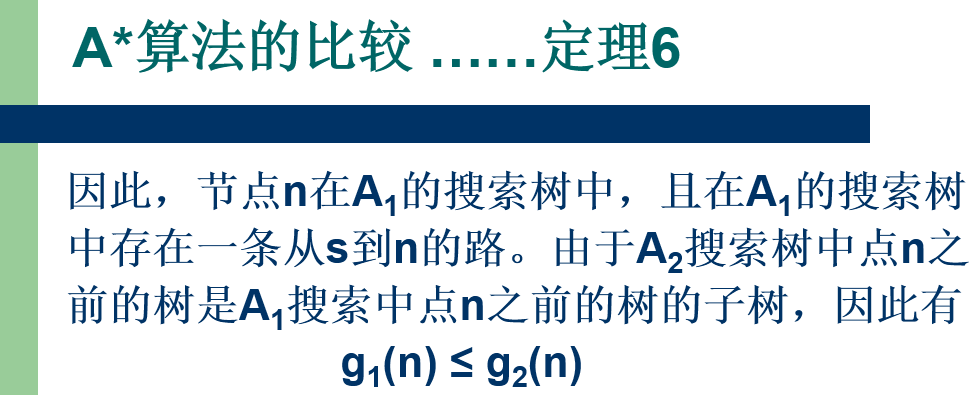 A*算法的比较 ……定理6
因此，节点n在A₁的搜索树中，且在A₁的搜索树
中存在一条从s到n的路。由于A₂搜索树中点n之
前的树是A₁搜索中点n之前的树的子树，因此有
g₁(n) ≤ g₂(n)